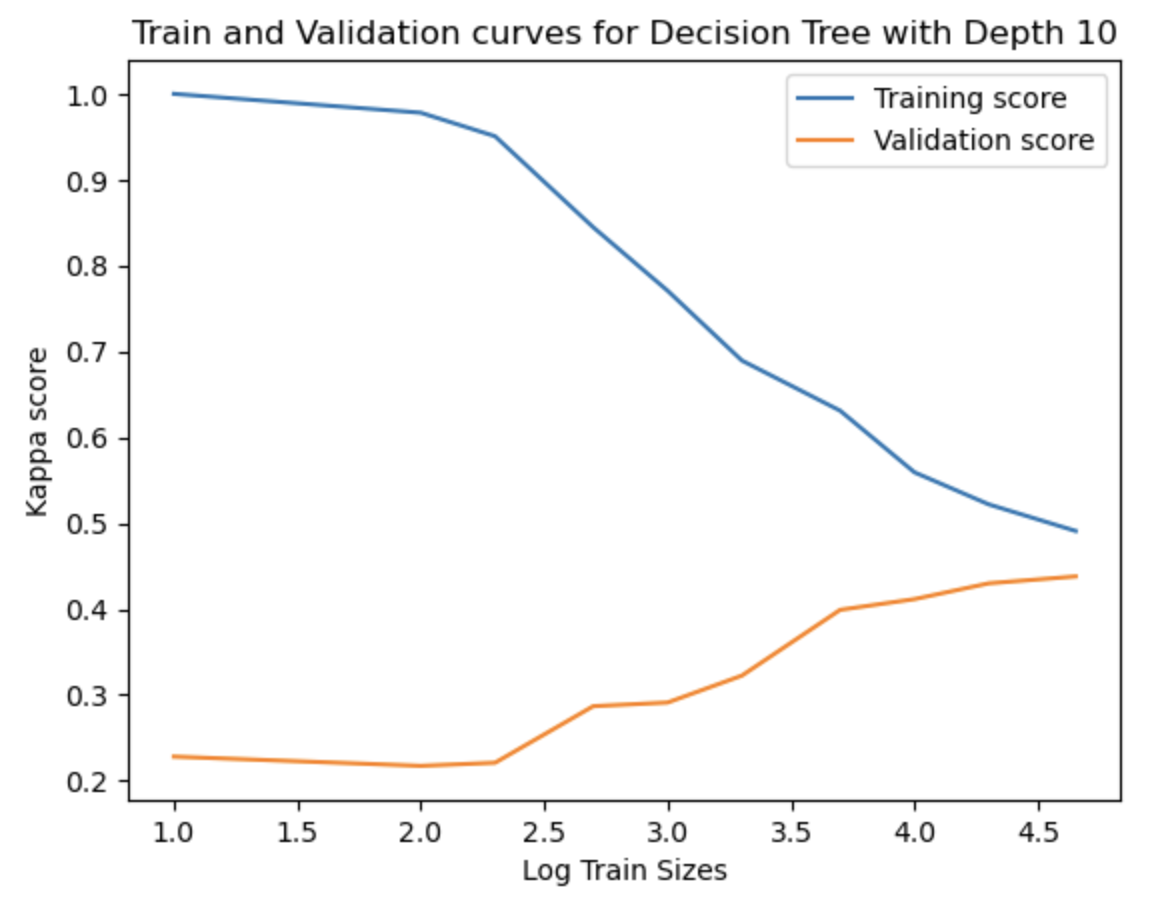 Train and Validation curves for Decision Tree with Depth 10
Training score
Validation score
1.0
0.9
0.8
0.7
0.6
0.5
0.4
0.3
0.2
Kappa score
1.0 1.5 2.0 2.5 3.0 3.5 4.0 4.5
Log Train Sizes